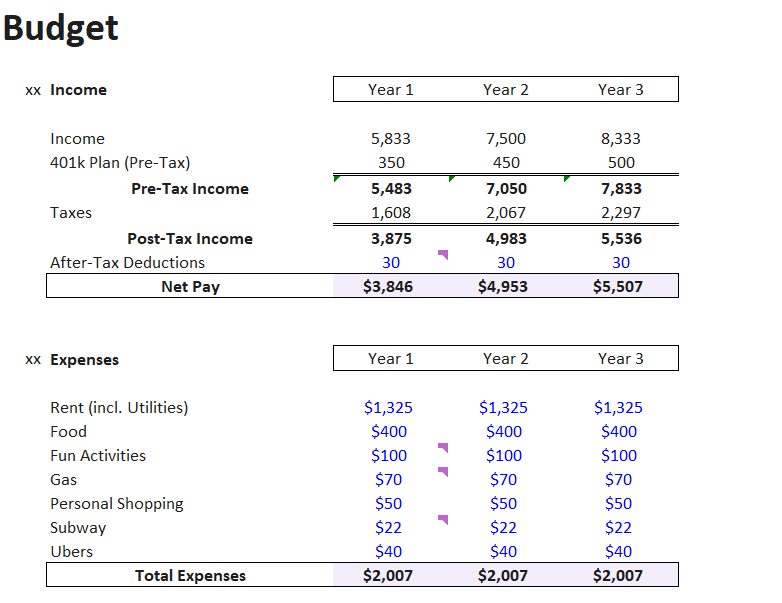 Budget
xx Income Year 1 Year 2 Year 3
Income 5,833 7,500 8,333
401k Plan (Pre-Tax) 350 450 500
Pre-Tax Income 5,483 7,050 7,833
Taxes 1,608 2,067 2,297
Post-Tax Income 3,875 4,983 5,536
After-Tax Deductions 30 30 30
Net Pay $3,846 $4,953 $5,507
xx Expenses Year 1 Year 2 Year 3
Rent (incl. Utilities) $1,325 $1,325 $1,325
Food $400 $400 $400
Fun Activities $100 $100 $100
Gas $70 $70 $70
Personal Shopping $50 $50 $50
Subway $22 $22 $22
Ubers $40 $40 $40
Total Expenses $2,007 $2,007 $2,007